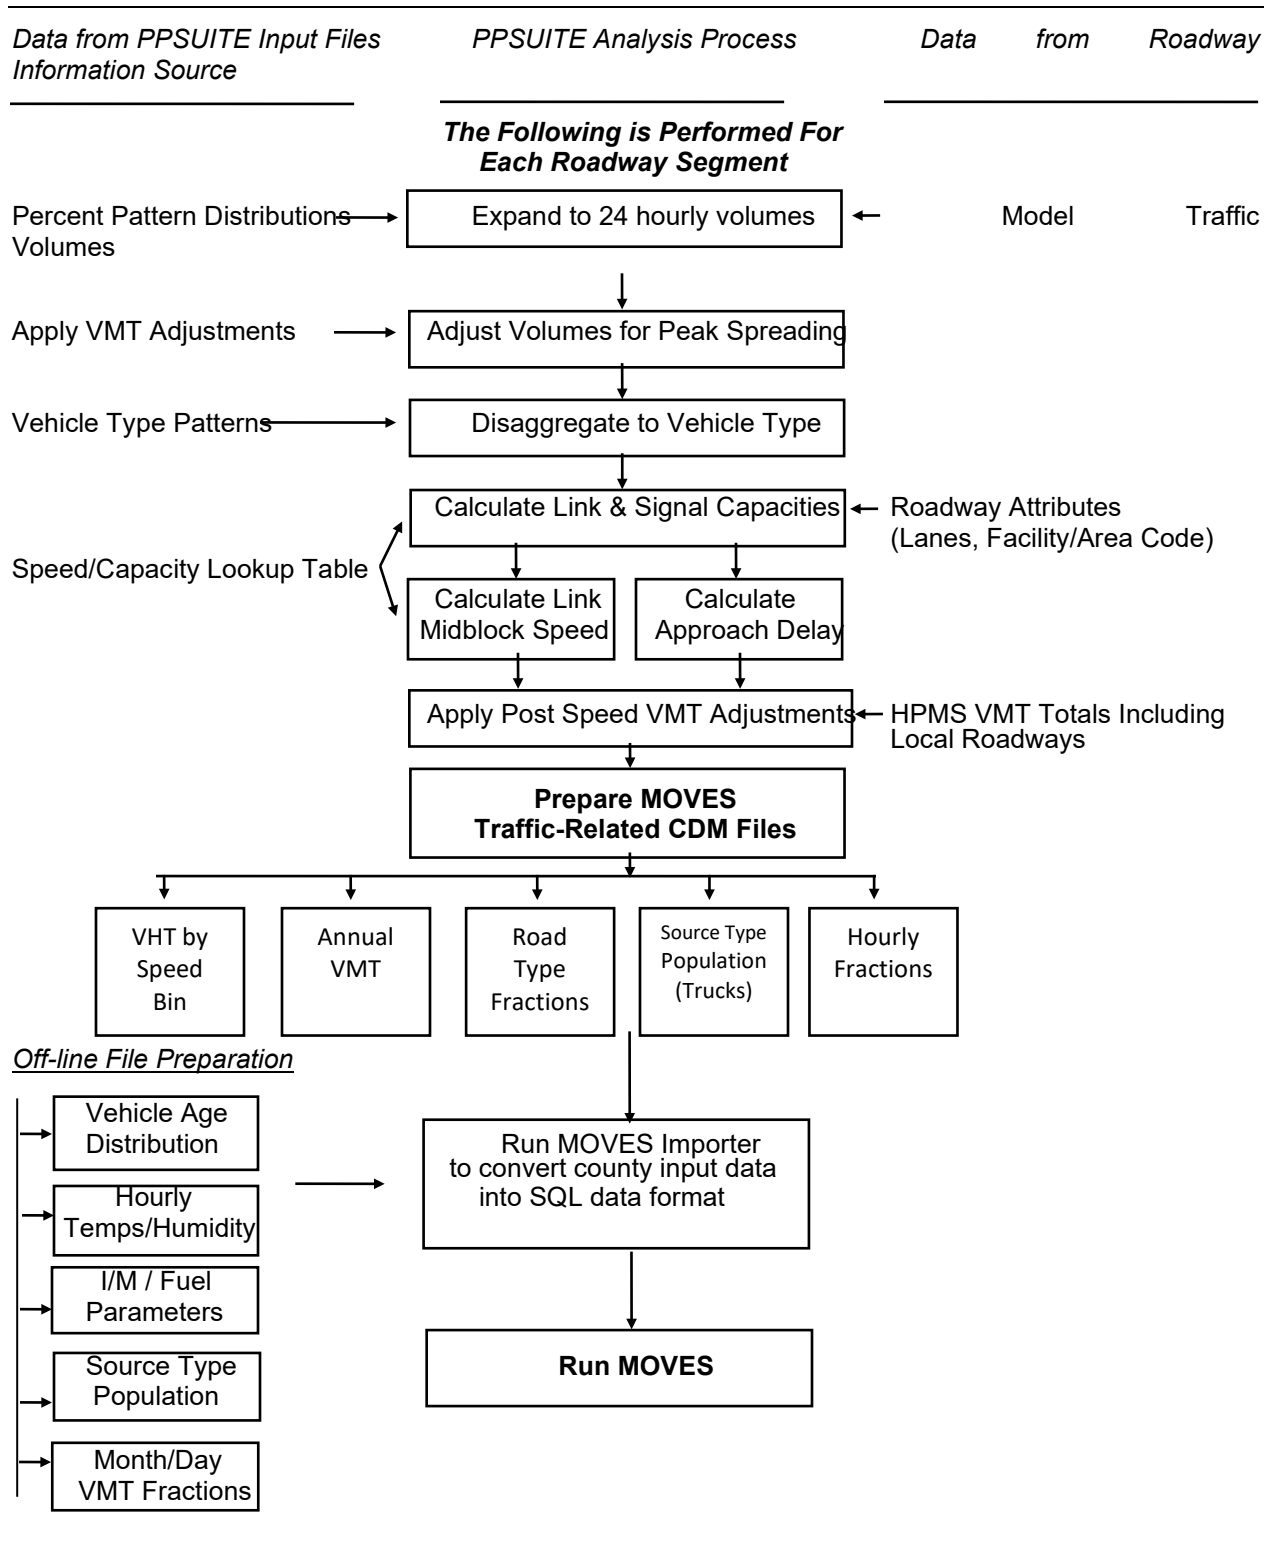 Data from PPSUITE Input Files
Information Source
PPSUITE Analysis Process
Data from Roadway
The Following is Performed For
Each Roadway Segment
Percent Pattern Distributions
Volumes
Expand to 24 hourly volumes
Model Traffic
Apply VMT Adjustments
Adjust Volumes for Peak Spreading
Vehicle Type Patterns
Disaggregate to Vehicle Type
Calculate Link & Signal Capacities
Roadway Attributes
(Lanes, Facility/Area Code)
Speed/Capacity Lookup Table
Calculate Link
Midblock Speed
Calculate
Approach Delay
Apply Post Speed VMT Adjustments
HPMS VMT Totals Including
Local Roadways
Prepare MOVES
Traffic-Related CDM Files
VHT by
Speed
Bin
Annual
VMT
Road
Type
Fractions
Source Type
Population
(Trucks)
Hourly
Fractions
Off-line File Preparation
Vehicle Age
Distribution
Hourly
Temps/Humidity
I/M / Fuel
Parameters
Source Type
Population
Month/Day
VMT Fractions
Run MOVES Importer
to convert county input data
into SQL data format
Run MOVES